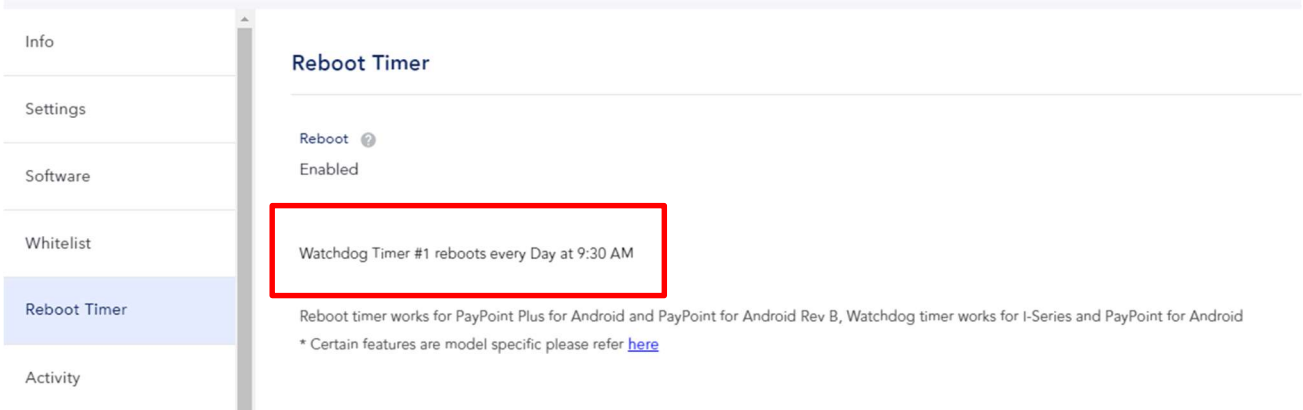 Info
Settings
Software
Whitelist
Reboot Timer
Activity
Reboot Timer
Reboot ?
Enabled
Watchdog Timer #1 reboots every Day at 9:30 AM
Reboot timer works for PayPoint Plus for Android and PayPoint for Android Rev B, Watchdog timer works for I-Series and PayPoint for Android
* Certain features are model specific please refer here